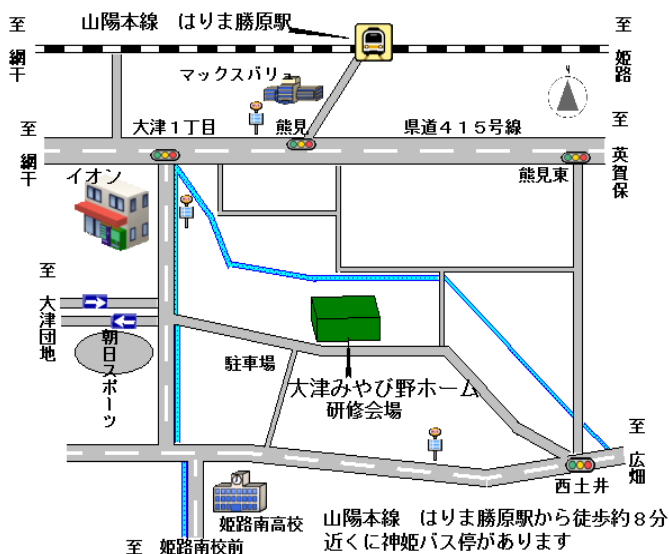 山陽本線　はりま勝原駅
至
網干
至
姫路
マックスバリュ
N
大津１丁目
熊見
県道４１５号線
至
網干
至
英賀保
イオン
熊見東
至
大津団地
朝日スポーツ
駐車場
大津みやび野ホーム
研修会場
至
広畑
西土井
姫路南高校
至　姫路南校前
山陽本線　はりま勝原駅から徒歩約８分
近くに神姫バス停があります